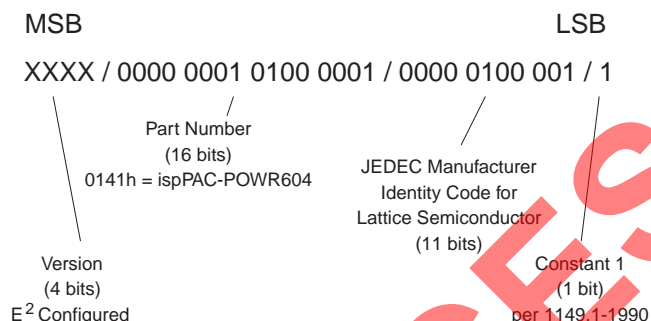 MSB LSB
XXXX / 0000 0001 0100 0001 / 0000 0100 001 / 1
Part Number
(16 bits)
0141h = ispPAC-POWR604
JEDEC Manufacturer
Identity Code for
Lattice Semiconductor
(11 bits)
Version
(4 bits)
E² Configured
Constant 1
(1 bit)
per 1149.1-1990